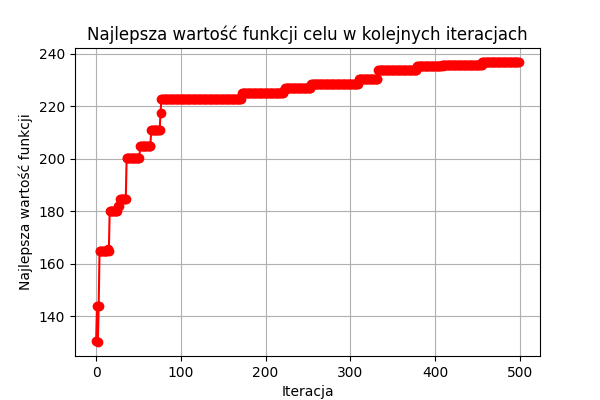 Najlepsza wartość funkcji celu w kolejnych iteracjach
Najlepsza wartość funkcji
240
220
200
180
160
140
0 100 200 300 400 500
Iteracja